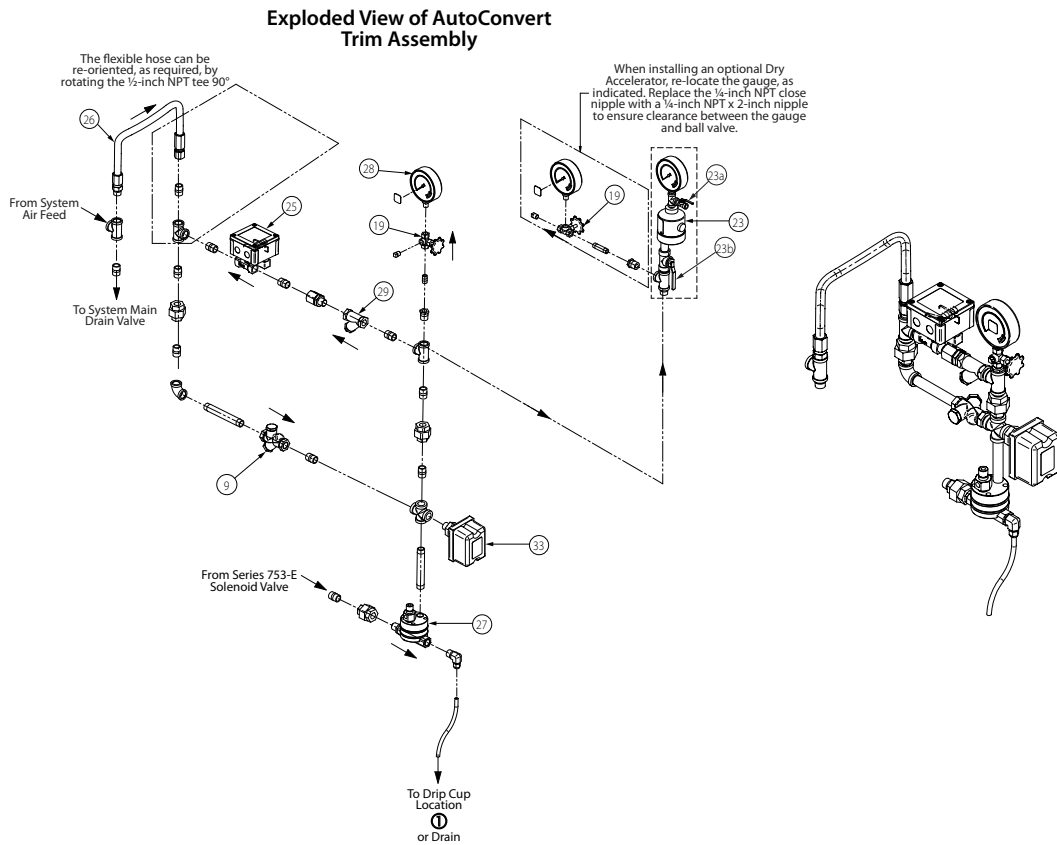 Exploded View of AutoConvert
Trim Assembly
The flexible hose can be
re-oriented, as required, by
rotating the ½-inch NPT tee 90°
When installing an optional Dry
Accelerator, re-locate the gauge, as
indicated. Replace the ¼-inch NPT close
nipple with a ¼-inch NPT x 2-inch nipple
to ensure clearance between the gauge
and ball valve.
26
28
23a
19
23
25
19
23b
From System
Air Feed
29
To System Main
Drain Valve
9
33
From Series 753-E
Solenoid Valve
27
To Drip Cup
Location
①
or Drain